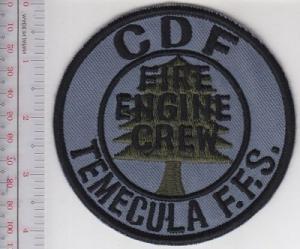 CDF
FIRE
ENGINE
CREW
TEMECULA F.F.S.